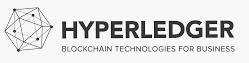 HYPERLEDGER
BLOCKCHAIN TECHNOLOGIES FOR BUSINESS